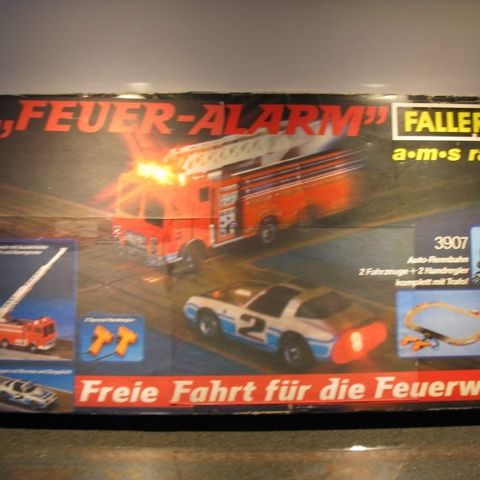 „FEUER-ALARM”
FALLER
a•m•s
3907
Auto-Rennbahn
2 Fahrzeuge + 2 Handregler
komplett mit Trafo!
2
Freie Fahrt für die Feuerw